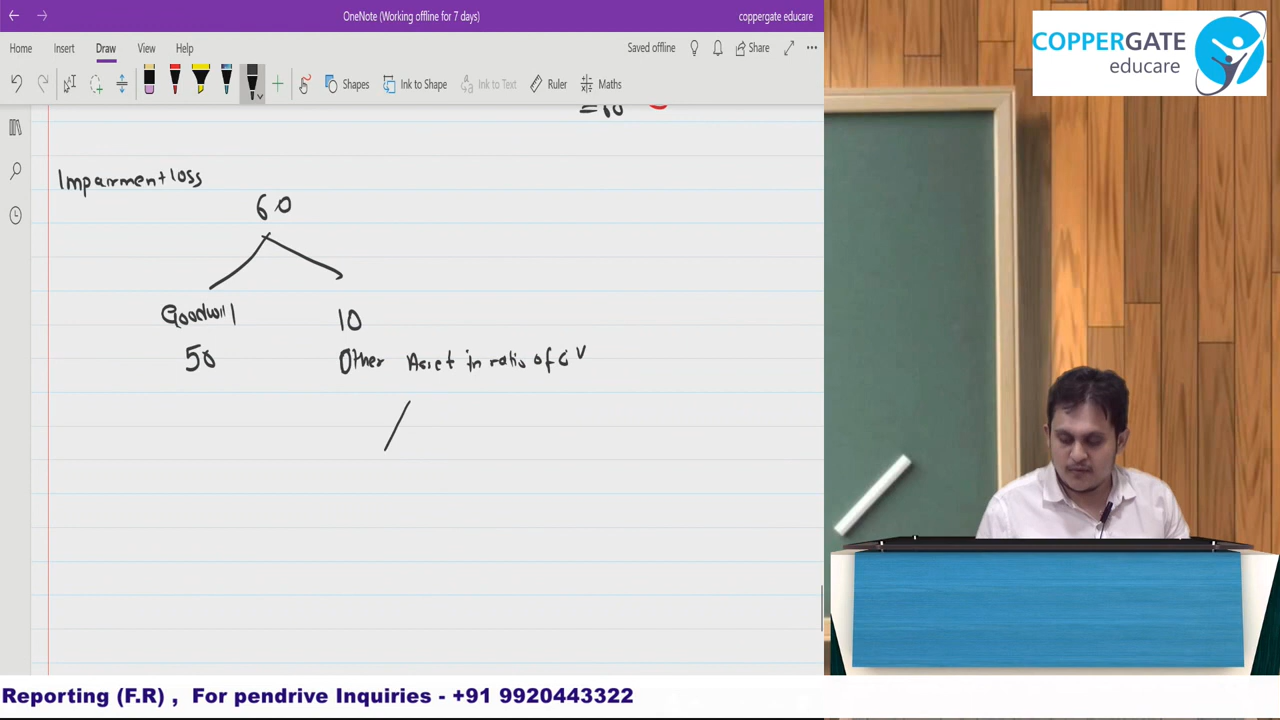 OneNote (Working offline for 7 days)
coppergate educare
Home Insert Draw View Help
Saved offline Share
Shapes Ink to Shape Ink to Text Ruler Maths
COPPERGATE
educare
Impairment loss
60
Goodwill 10
50 Other Asset in ratio of CV
Reporting (F.R) , For pendrive Inquiries - +91 9920443322